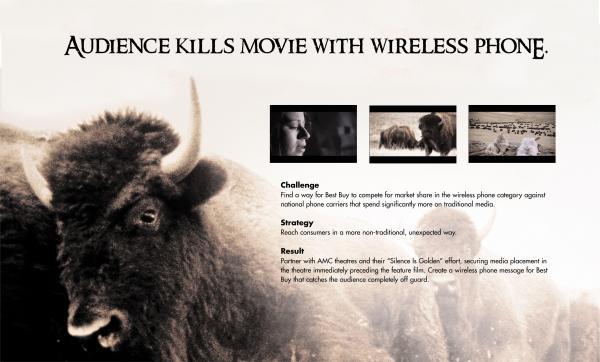 AUDIENCE KILLS MOVIE WITH WIRELESS PHONE.
Challenge
Find a way for Best Buy to compete for market share in the wireless phone category against
national phone carriers that spend significantly more on traditional media.
Strategy
Reach consumers in a more non-traditional, unexpected way.
Result
Partner with AMC theatres and their "Silence Is Golden" effort, securing media placement in
the theatre immediately preceding the feature film. Create a wireless phone message for Best
Buy that catches the audience completely off guard.